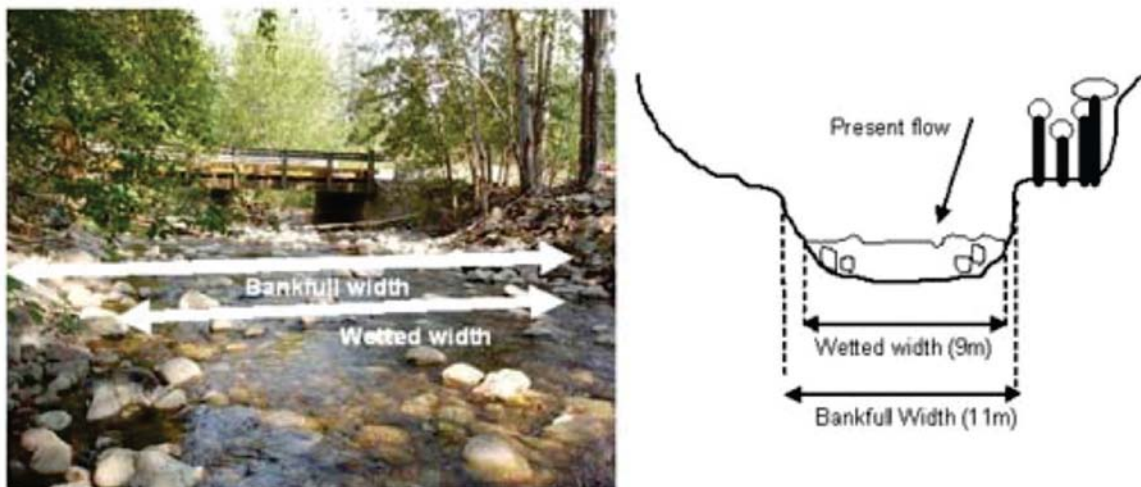 Bankfull width
Wetted width
Present flow
Wetted width (9m)
Bankfull Width (11m)